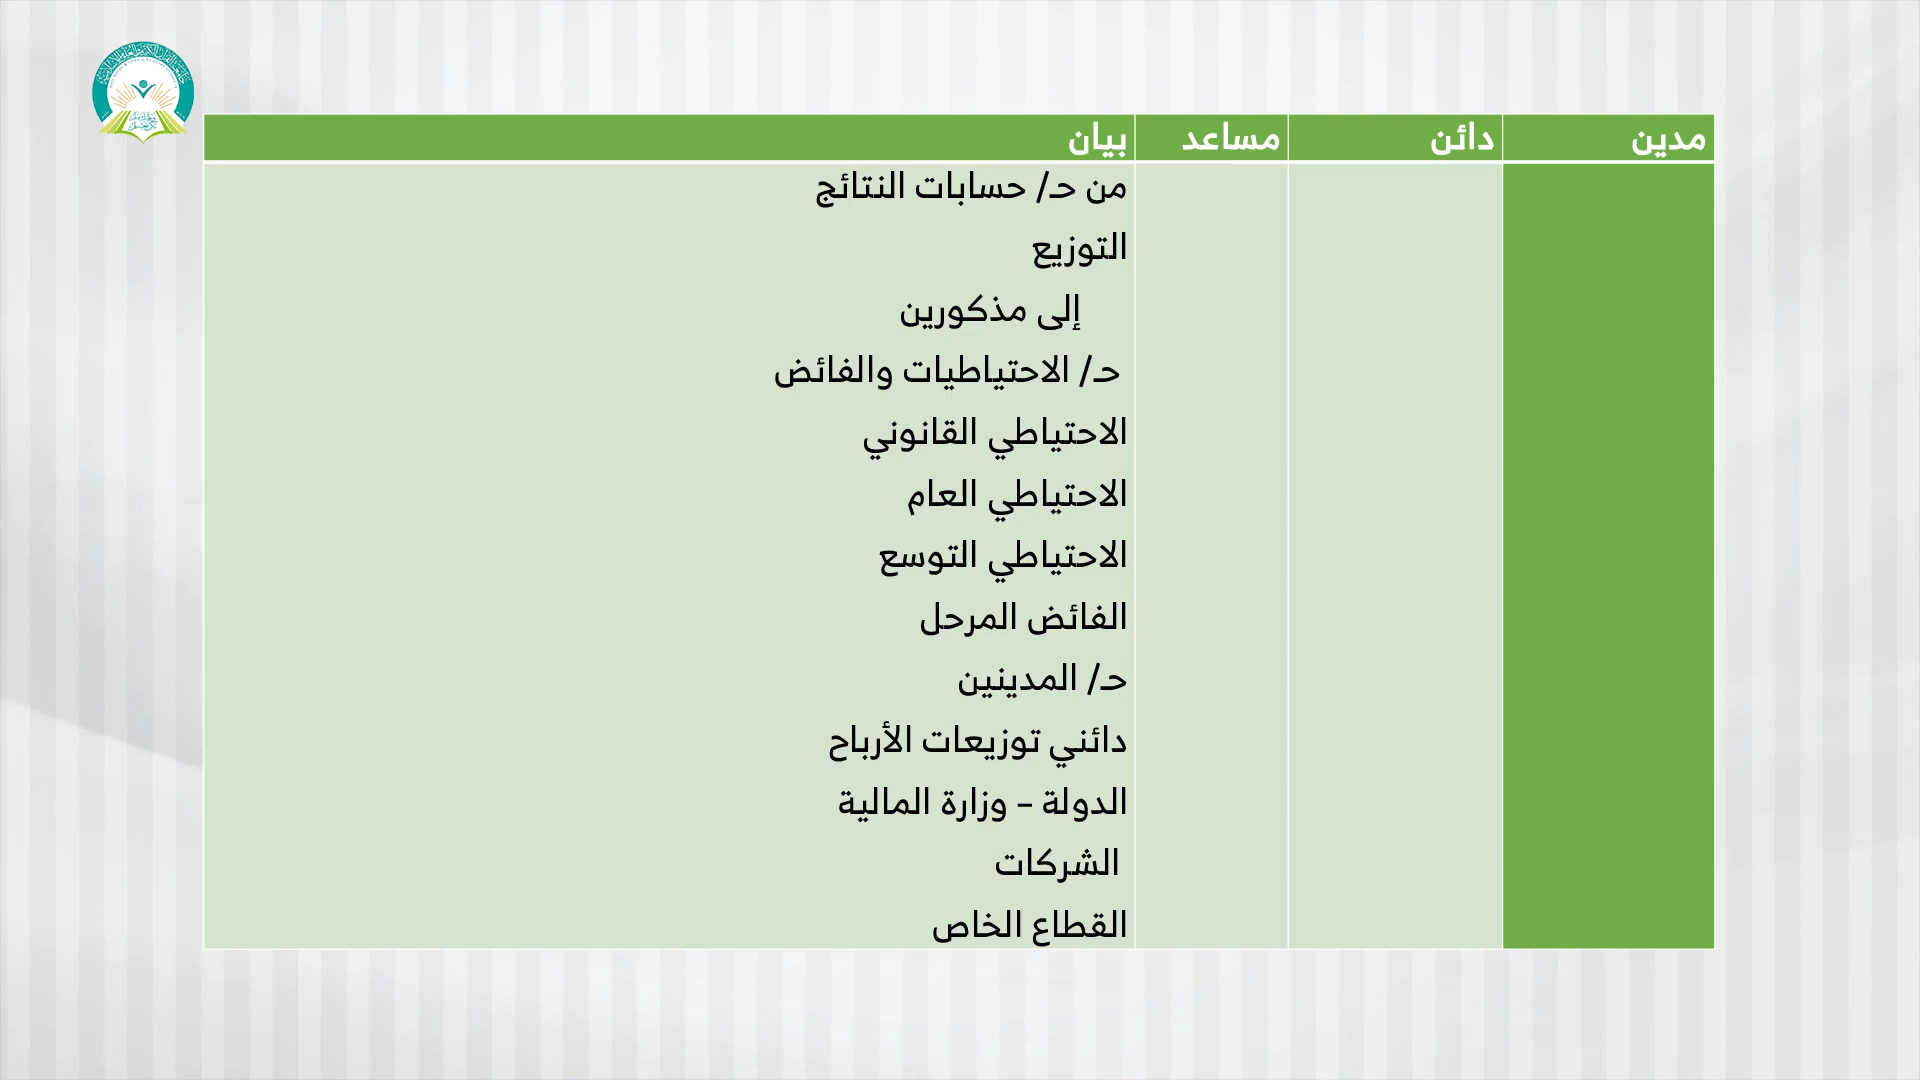 مدين دائن مساعد بيان
من حـ/ حسابات النتائج
التوزيع
إلى مذكورين
حـ/ الاحتياطيات والفائض
الاحتياطي القانوني
الاحتياطي العام
الاحتياطي التوسع
الفائض المرحل
حـ/ المدينين
دائني توزيعات الأرباح
الدولة – وزارة المالية
الشركات
القطاع الخاص